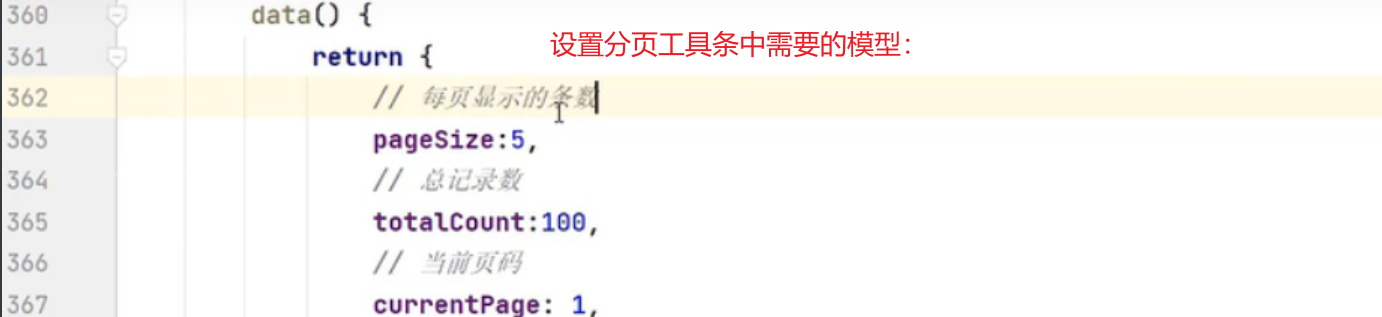 360 data() {
设置分页工具条中需要的模型：
361 return {
362 // 每页显示的条数
363 pageSize:5,
364 // 总记录数
365 totalCount:100,
366 // 当前页码
367 currentPage: 1,